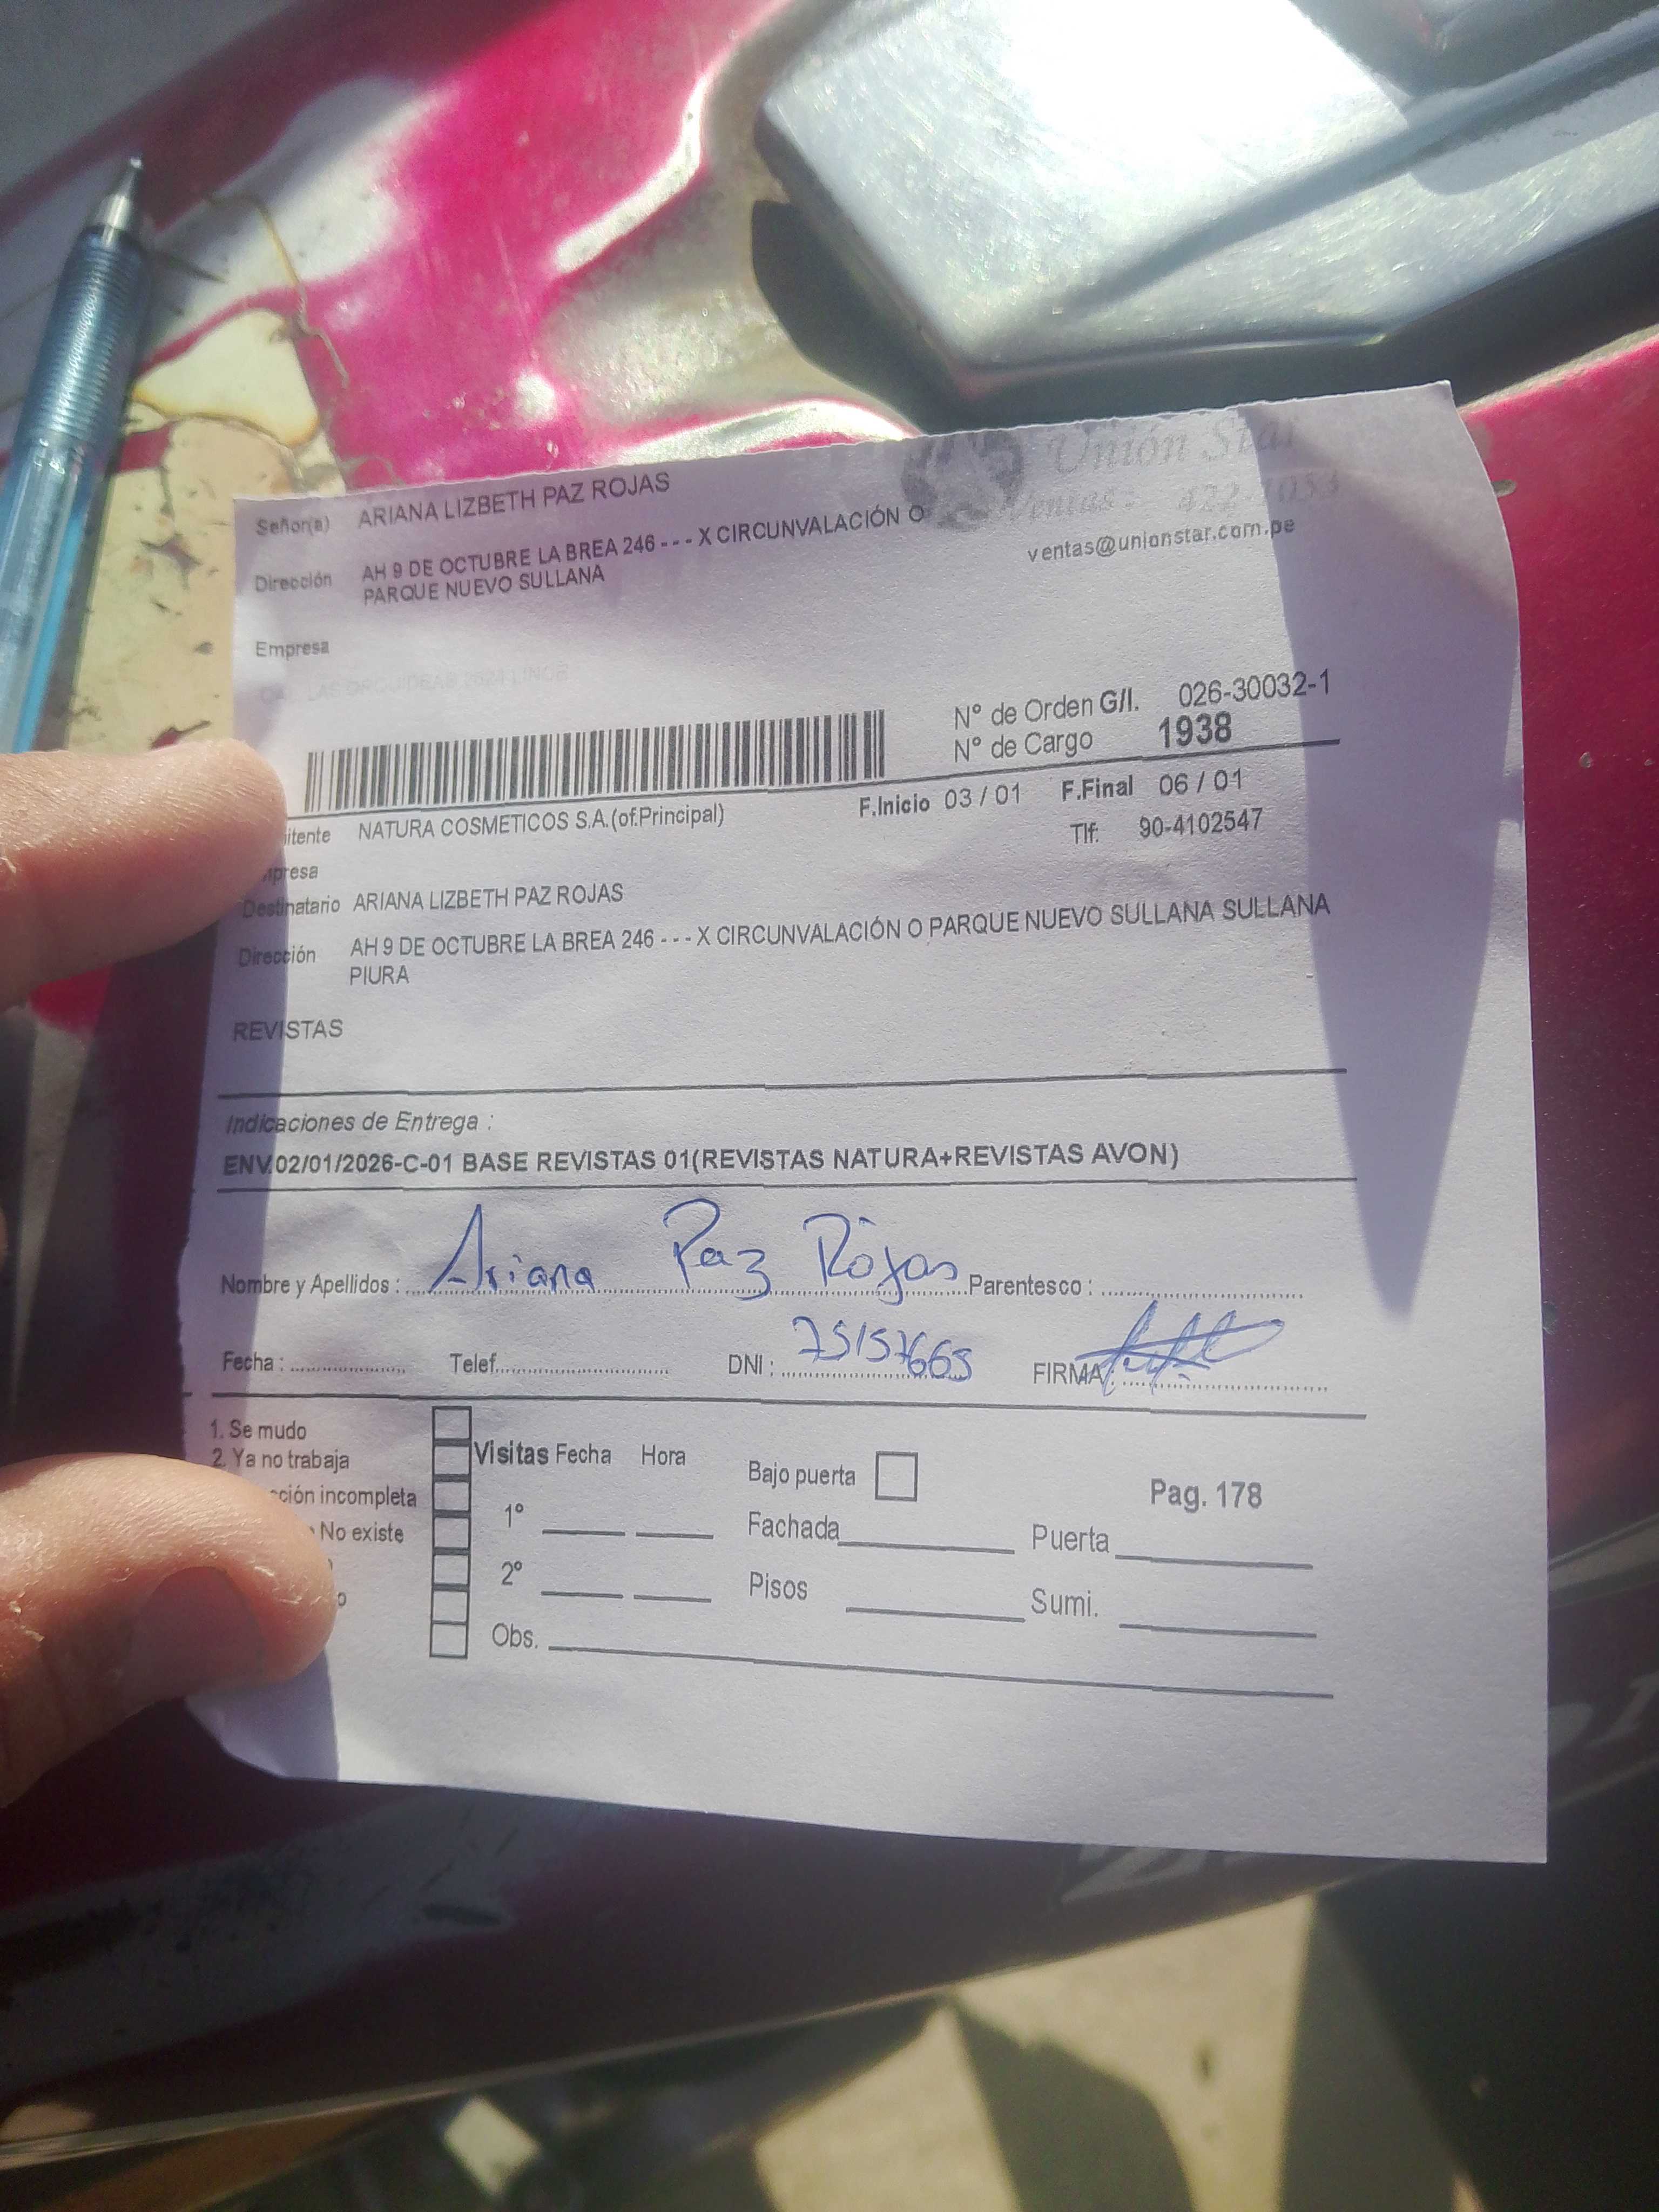 Unión Star
Señor(a) ARIANA LIZBETH PAZ ROJAS
Ventas: 422-1053
ventas@unionstar.com.pe
Dirección AH 9 DE OCTUBRE LA BREA 246 - - - X CIRCUNVALACIÓN O
PARQUE NUEVO SULLANA
Empresa
N° de Orden G/I. 026-30032-1
N° de Cargo 1938
F.Inicio 03 / 01 F.Final 06 / 01
itente NATURA COSMETICOS S.A.(of.Principal) Tlf: 90-4102547
presa
Destinatario ARIANA LIZBETH PAZ ROJAS
Dirección AH 9 DE OCTUBRE LA BREA 246 - - - X CIRCUNVALACIÓN O PARQUE NUEVO SULLANA SULLANA
PIURA
REVISTAS
Indicaciones de Entrega :
ENV.02/01/2026-C-01 BASE REVISTAS 01(REVISTAS NATURA+REVISTAS AVON)
Nombre y Apellidos : Ariana Paz Rojas Parentesco :
Fecha : Telef. DNI : 75157665 FIRMA :
1. Se mudo
2. Ya no trabaja
ción incompleta
No existe
o
Visitas Fecha Hora
1°
2°
Obs.
Bajo puerta
Fachada
Pisos
Pag. 178
Puerta
Sumi.